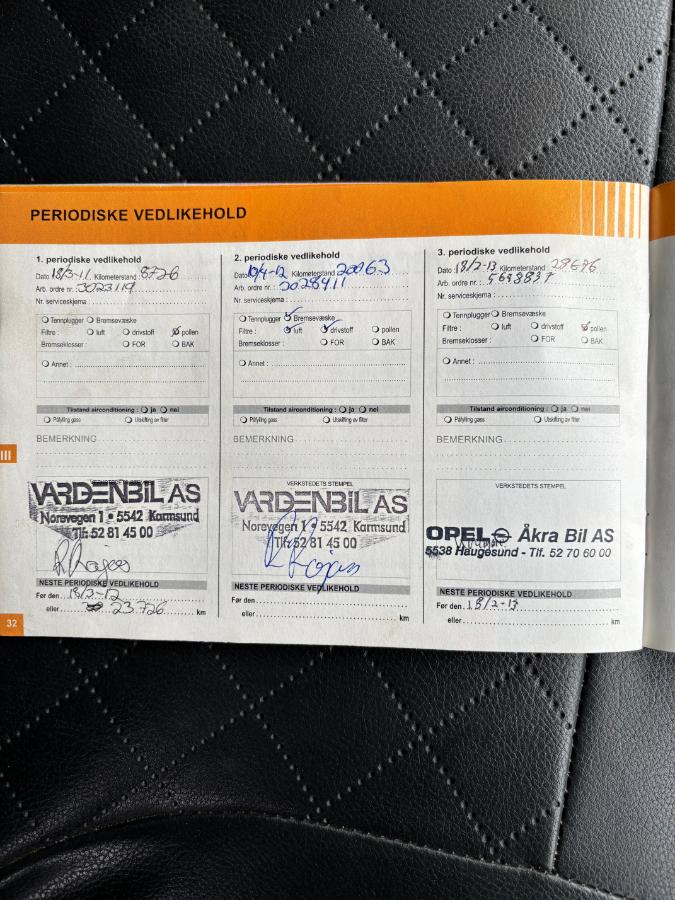 PERIODISKE VEDLIKEHOLD
1. periodiske vedlikehold
Dato 18/3-11. Kilometerstand: 8726
Arb. ordre nr.: 3023119
Nr. serviceskjema :
Tennplugger Bremsevæske
Filtre : luft drivstoff pollen
Bremseklosser : FOR BAK
Annet :
Tilstand airconditioning : ja nei
Påfylling gass Utskifting av filter
BEMERKNING
VARDENBIL AS
Norevegen 1 • 5542 Karmsund
Tlf. 52 81 45 00
NESTE PERIODISKE VEDLIKEHOLD
Før den 18/3-12
eller 23.726 km
2. periodiske vedlikehold
Dato 10/4-12 Kilometerstand 20063
Arb. ordre nr. : 3028411
Nr. serviceskjema :
Tennplugger Bremsevæske
Filtre : luft drivstoff pollen
Bremseklosser : FOR BAK
Annet :
Tilstand airconditioning : ja nei
Påfylling gass Utskifting av filter
BEMERKNING
VERKSTEDETS STEMPEL
VARDENBIL AS
Norevegen 1 • 5542 Karmsund
Tlf. 52 81 45 00
NESTE PERIODISKE VEDLIKEHOLD
Før den
eller km
3. periodiske vedlikehold
Dato : 18/2-13 Kilometerstand : 28676
Arb. ordre nr. : 5693837
Nr. serviceskjema :
Tennplugger Bremsevæske
Filtre : luft drivstoff pollen
Bremseklosser : FOR BAK
Annet :
Tilstand airconditioning : ja nei
Påfylling gass Utskifting av filter
BEMERKNING
VERKSTEDETS STEMPEL
OPEL Åkra Bil AS
5538 Haugesund - Tlf. 52 70 60 00
NESTE PERIODISKE VEDLIKEHOLD
Før den 18/2-13
eller km
III
32